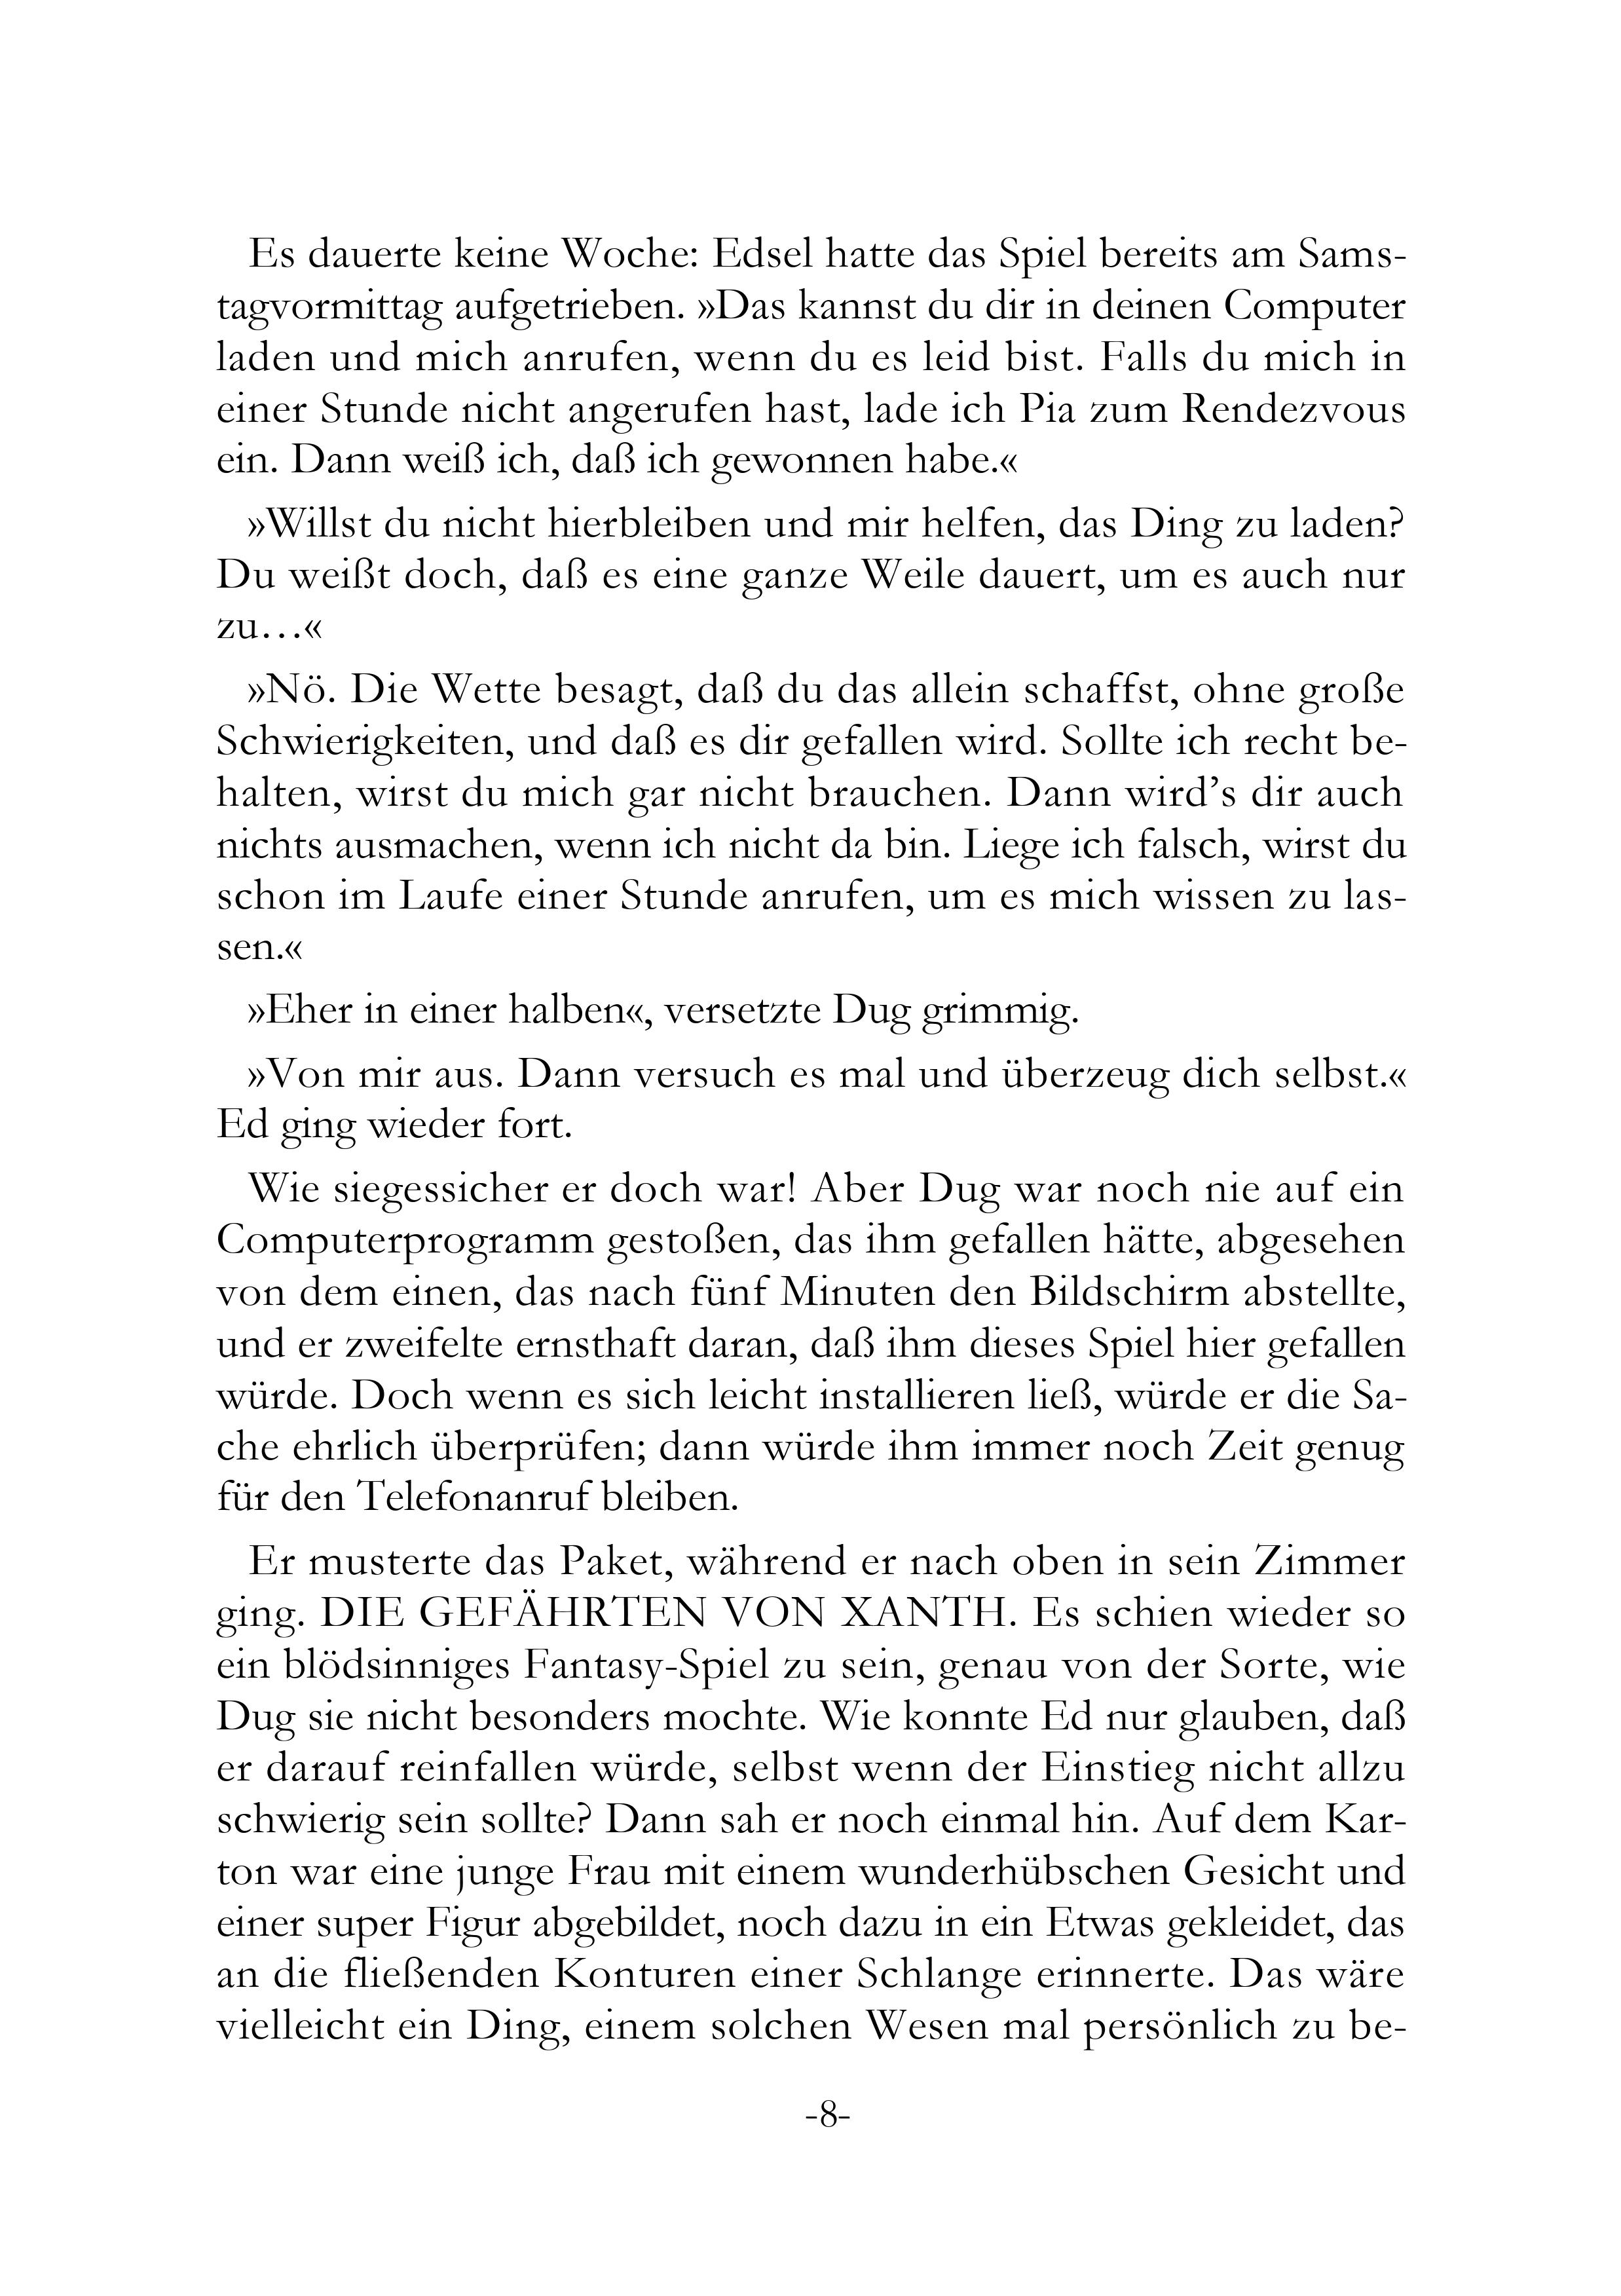 Es dauerte keine Woche: Edsel hatte das Spiel bereits am Sams-
tagvormittag aufgetrieben. »Das kannst du dir in deinen Computer
laden und mich anrufen, wenn du es leid bist. Falls du mich in
einer Stunde nicht angerufen hast, lade ich Pia zum Rendezvous
ein. Dann weiß ich, daß ich gewonnen habe.«
»Willst du nicht hierbleiben und mir helfen, das Ding zu laden?
Du weißt doch, daß es eine ganze Weile dauert, um es auch nur
zu…«
»Nö. Die Wette besagt, daß du das allein schaffst, ohne große
Schwierigkeiten, und daß es dir gefallen wird. Sollte ich recht be-
halten, wirst du mich gar nicht brauchen. Dann wird’s dir auch
nichts ausmachen, wenn ich nicht da bin. Liege ich falsch, wirst du
schon im Laufe einer Stunde anrufen, um es mich wissen zu las-
sen.«
»Eher in einer halben«, versetzte Dug grimmig.
»Von mir aus. Dann versuch es mal und überzeug dich selbst.«
Ed ging wieder fort.
Wie siegessicher er doch war! Aber Dug war noch nie auf ein
Computerprogramm gestoßen, das ihm gefallen hätte, abgesehen
von dem einen, das nach fünf Minuten den Bildschirm abstellte,
und er zweifelte ernsthaft daran, daß ihm dieses Spiel hier gefallen
würde. Doch wenn es sich leicht installieren ließ, würde er die Sa-
che ehrlich überprüfen; dann würde ihm immer noch Zeit genug
für den Telefonanruf bleiben.
Er musterte das Paket, während er nach oben in sein Zimmer
ging. DIE GEFÄHRTEN VON XANTH. Es schien wieder so
ein blödsinniges Fantasy-Spiel zu sein, genau von der Sorte, wie
Dug sie nicht besonders mochte. Wie konnte Ed nur glauben, daß
er darauf reinfallen würde, selbst wenn der Einstieg nicht allzu
schwierig sein sollte? Dann sah er noch einmal hin. Auf dem Kar-
ton war eine junge Frau mit einem wunderhübschen Gesicht und
einer super Figur abgebildet, noch dazu in ein Etwas gekleidet, das
an die fließenden Konturen einer Schlange erinnerte. Das wäre
vielleicht ein Ding, einem solchen Wesen mal persönlich zu be-
-8-